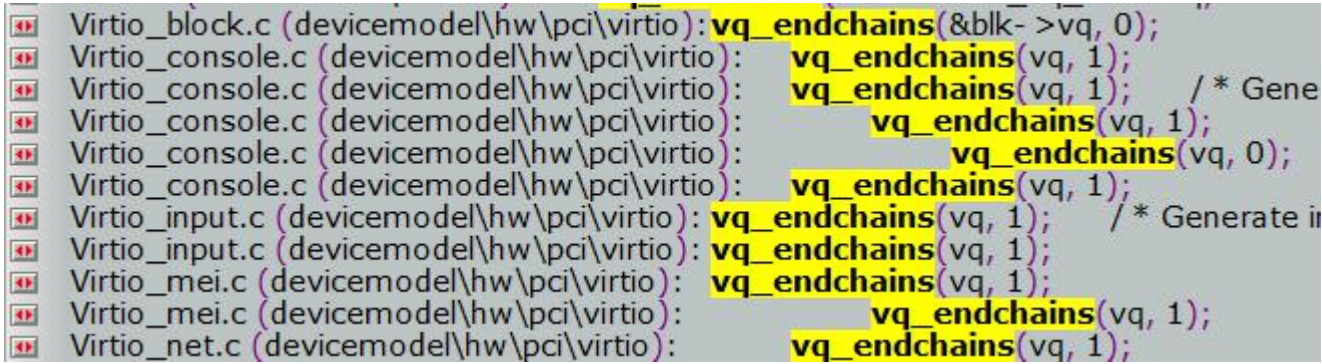 Virtio_block.c (devicemodel\hw\pci\virtio): vq_endchains(&blk->vq, 0);
Virtio_console.c (devicemodel\hw\pci\virtio): vq_endchains(vq, 1);
Virtio_console.c (devicemodel\hw\pci\virtio): vq_endchains(vq, 1); /* Gene
Virtio_console.c (devicemodel\hw\pci\virtio): vq_endchains(vq, 1);
Virtio_console.c (devicemodel\hw\pci\virtio): vq_endchains(vq, 0);
Virtio_console.c (devicemodel\hw\pci\virtio): vq_endchains(vq, 1);
Virtio_input.c (devicemodel\hw\pci\virtio): vq_endchains(vq, 1); /* Generate
Virtio_input.c (devicemodel\hw\pci\virtio): vq_endchains(vq, 1);
Virtio_mei.c (devicemodel\hw\pci\virtio): vq_endchains(vq, 1);
Virtio_mei.c (devicemodel\hw\pci\virtio): vq_endchains(vq, 1);
Virtio_net.c (devicemodel\hw\pci\virtio): vq_endchains(vq, 1);